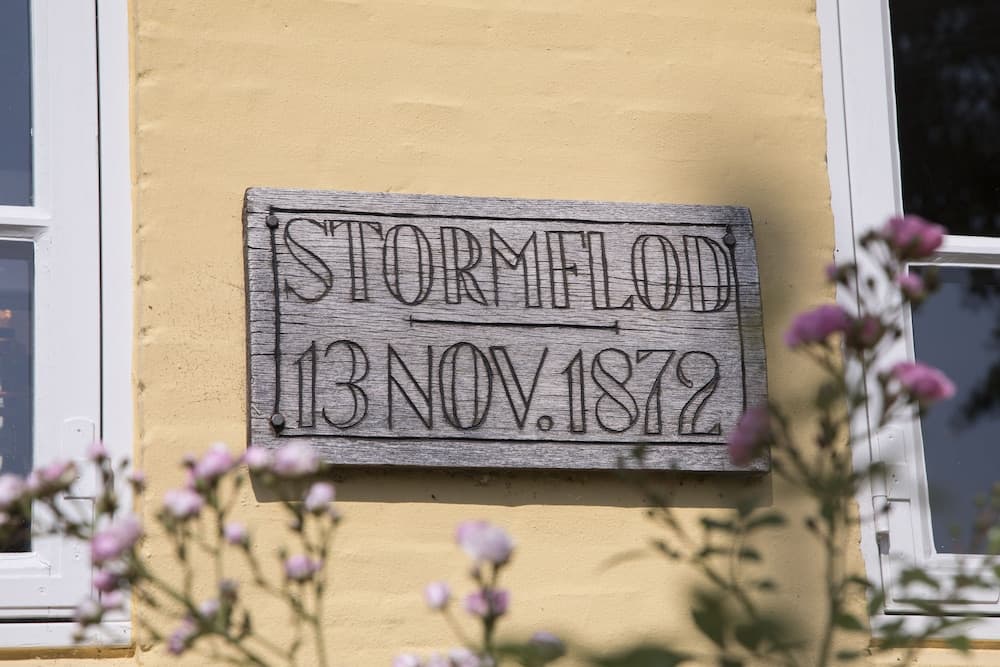 STORMFLOD
13 NOV. 1872